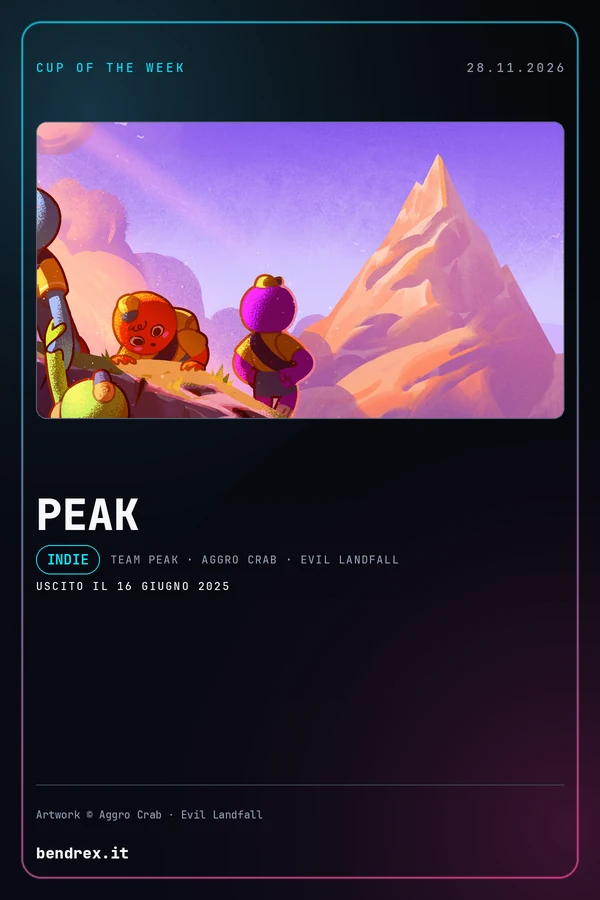 CUP OF THE WEEK
28.11.2026
PEAK
INDIE TEAM PEAK · AGGRO CRAB · EVIL LANDFALL
USCITO IL 16 GIUGNO 2025
Artwork © Aggro Crab · Evil Landfall
bendrex.it